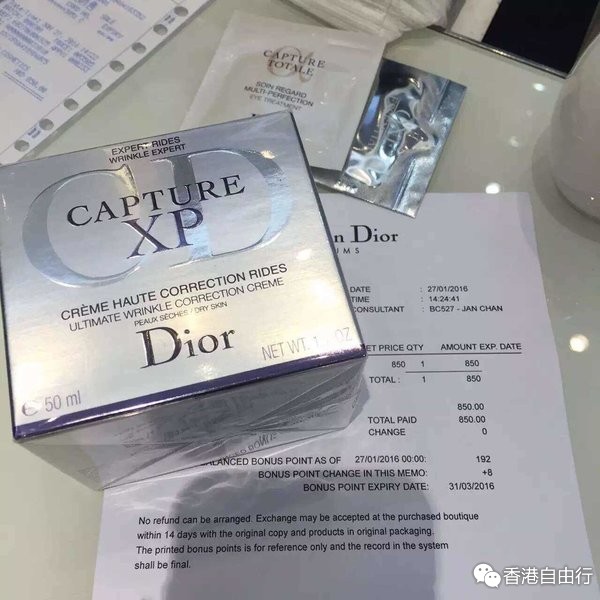 CAPTURE
TOTALE
SOIN REGARD
MULTI-PERFECTION
EYE TREATMENT
EXPERT RIDES
WRINKLE EXPERT
CD
CAPTURE
XP
CRÈME HAUTE CORRECTION RIDES
ULTIMATE WRINKLE CORRECTION CREME
PEAUX SÈCHES / DRY SKIN
Dior
e 50 ml
NET WT. OZ
n Dior
UMS
DATE : 27/01/2016
TIME : 14:24:41
CONSULTANT : BC527 - JAN CHAN
ET PRICE QTY AMOUNT EXP. DATE
850 1 850
TOTAL : 1 850
850.00
TOTAL PAID 850.00
CHANGE 0
ALANCED BONUS POINT AS OF 27/01/2016 00:00: 192
BONUS POINT CHANGE IN THIS MEMO: +8
BONUS POINT EXPIRY DATE: 31/03/2016
No refund can be arranged. Exchange may be accepted at the purchased boutique
within 14 days with the original copy and products in original packaging.
The printed bonus points is for reference only and the record in the system
shall be final.
香港自由行